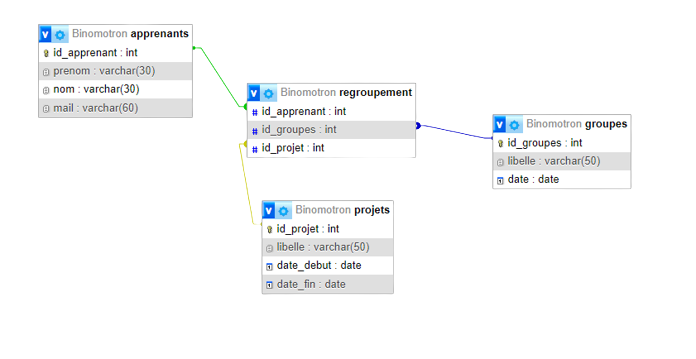 Binomotron apprenants
id_apprenant : int
prenom : varchar(30)
nom : varchar(30)
mail : varchar(60)
Binomotron regroupement
# id_apprenant : int
# id_groupes : int
# id_projet : int
Binomotron groupes
id_groupes : int
libelle : varchar(50)
date : date
Binomotron projets
id_projet : int
libelle : varchar(50)
date_debut : date
date_fin : date